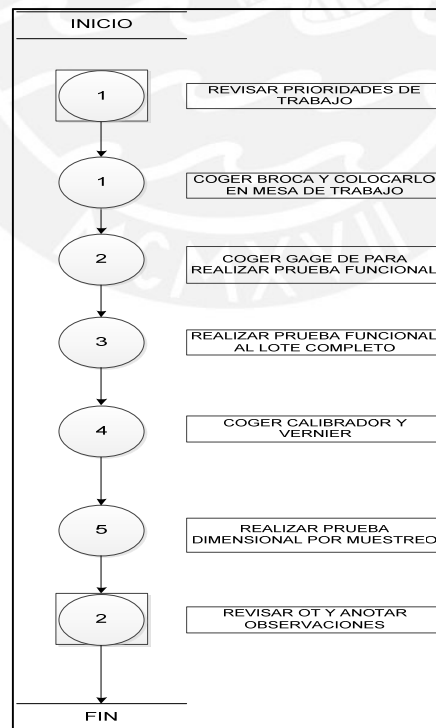 INICIO
1
REVISAR PRIORIDADES DE
TRABAJO
1
COGER BROCA Y COLOCARLO
EN MESA DE TRABAJO
2
COGER GAGE DE PARA
REALIZAR PRUEBA FUNCIONAL
3
REALIZAR PRUEBA FUNCIONAL
AL LOTE COMPLETO
4
COGER CALIBRADOR Y
VERNIER
5
REALIZAR PRUEBA
DIMENSIONAL POR MUESTREO
2
REVISAR OT Y ANOTAR
OBSERVACIONES
FIN
MCMXVII